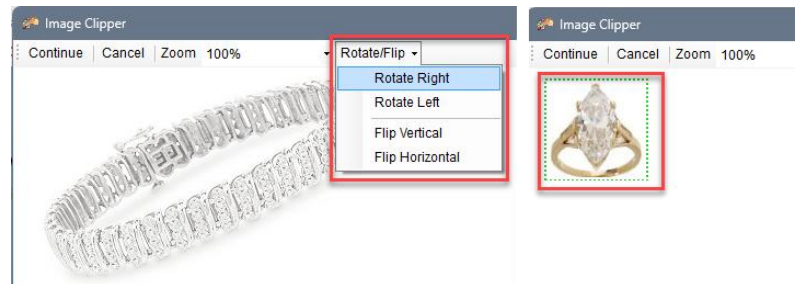 Image Clipper
Continue Cancel Zoom 100% Rotate/Flip
Rotate Right
Rotate Left
Flip Vertical
Flip Horizontal
Image Clipper
Continue Cancel Zoom 100%